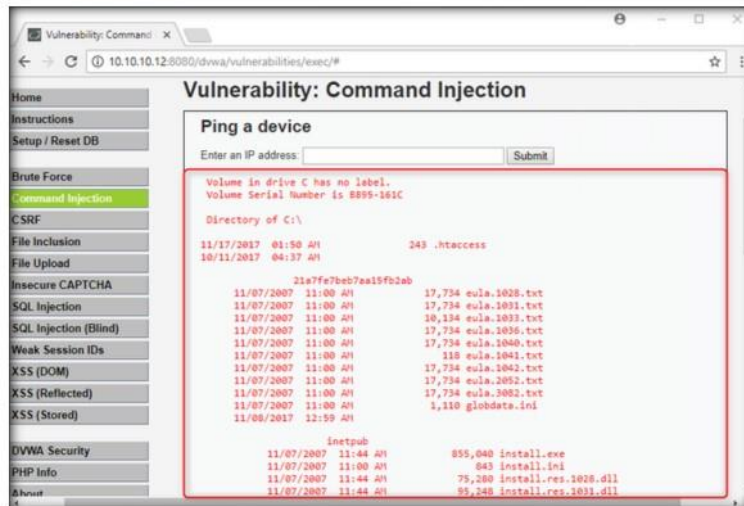 Vulnerability: Command
10.10.10.12:8080/dvwa/vulnerabilities/exec/#
Home
Instructions
Setup / Reset DB
Brute Force
Command Injection
CSRF
File Inclusion
File Upload
Insecure CAPTCHA
SQL Injection
SQL Injection (Blind)
Weak Session IDs
XSS (DOM)
XSS (Reflected)
XSS (Stored)
DVWA Security
PHP Info
About
Vulnerability: Command Injection
Ping a device
Enter an IP address:
Submit
Volume in drive C has no label.
Volume Serial Number is B895-161C
Directory of C:\
11/17/2017 01:50 AM 243 .htaccess
10/11/2017 04:37 AM
21a7fe7beb7aa15fb2ab
11/07/2007 11:00 AM 17,734 eula.1028.txt
11/07/2007 11:00 AM 17,734 eula.1031.txt
11/07/2007 11:00 AM 10,134 eula.1033.txt
11/07/2007 11:00 AM 17,734 eula.1036.txt
11/07/2007 11:00 AM 17,734 eula.1040.txt
11/07/2007 11:00 AM 118 eula.1041.txt
11/07/2007 11:00 AM 17,734 eula.1042.txt
11/07/2007 11:00 AM 17,734 eula.2052.txt
11/07/2007 11:00 AM 17,734 eula.3082.txt
11/07/2007 11:00 AM 1,110 globdata.ini
11/08/2017 12:59 AM
inetpub
11/07/2007 11:44 AM 855,040 install.exe
11/07/2007 11:00 AM 843 install.ini
11/07/2007 11:44 AM 75,280 install.res.1028.dll
11/07/2007 11:44 AM 95,248 install.res.1031.dll